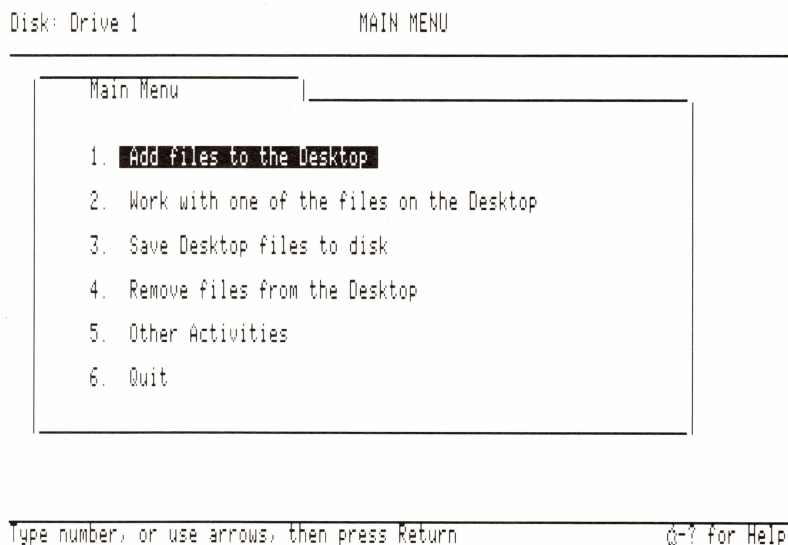 Disk: Drive 1 MAIN MENU
Main Menu
1. Add files to the Desktop
2. Work with one of the files on the Desktop
3. Save Desktop files to disk
4. Remove files from the Desktop
5. Other Activities
6. Quit
Type number, or use arrows, then press Return -? for Help